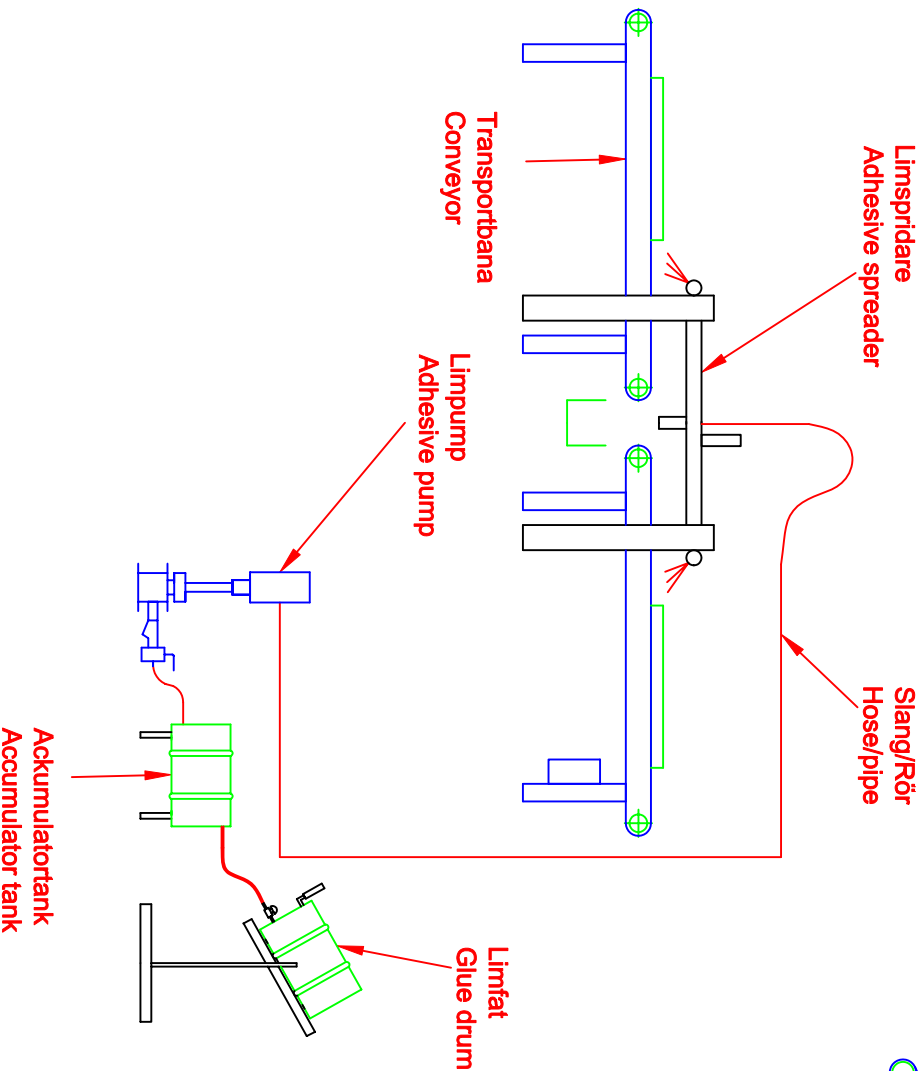 Limspridare
Adhesive spreader
Slang/Rör
Hose/pipe
Transportbana
Conveyor
Limpump
Adhesive pump
Limfat
Glue drum
Ackumulatortank
Accumulator tank